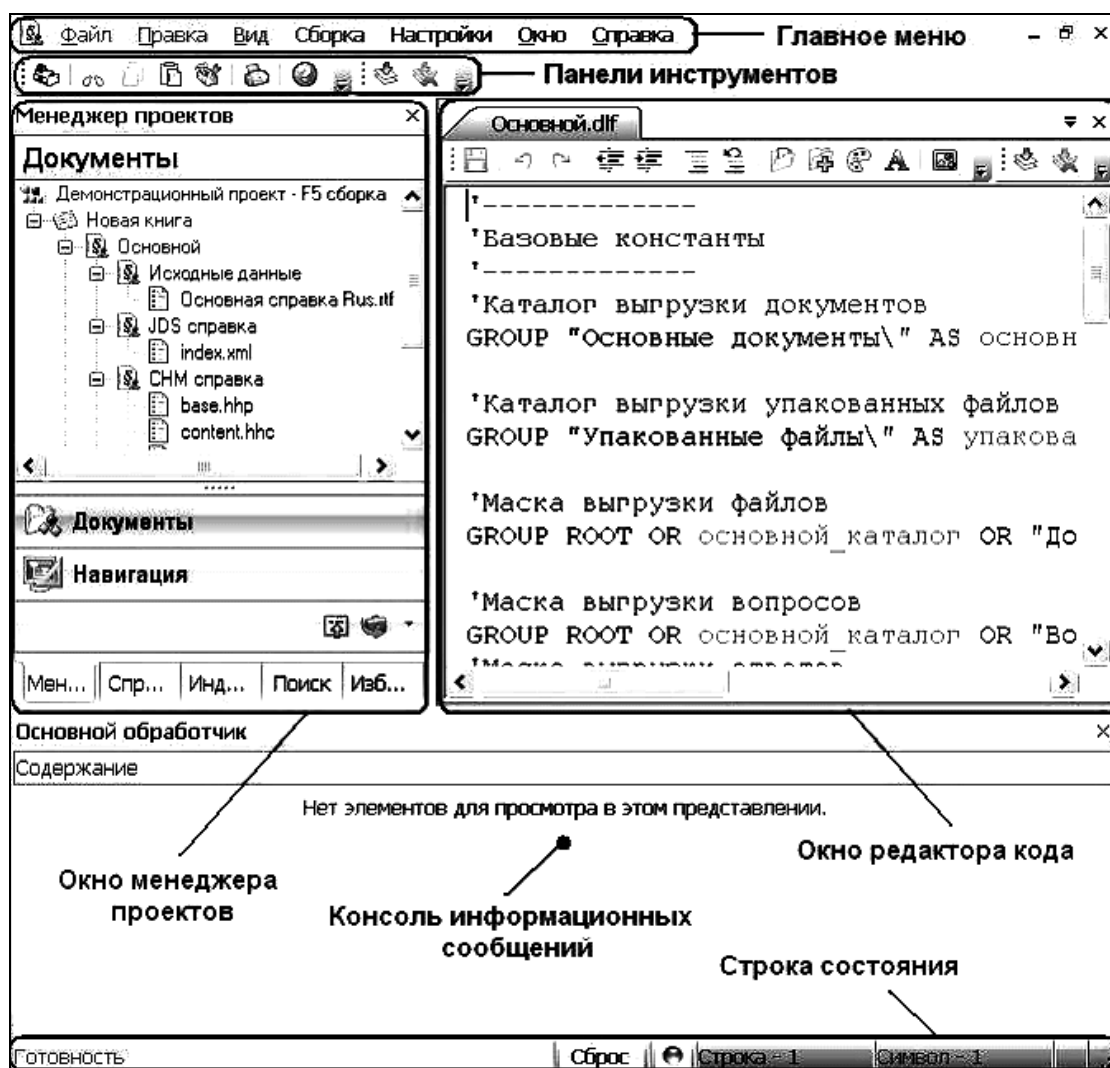 Файл Правка Вид Сборка Настройки Окно Справка
Главное меню
Панели инструментов
Менеджер проектов
Документы
Демонстрационный проект - F5 сборка
Новая книга
Основной
Исходные данные
Основная справка Rus.rtf
JDS справка
index.xml
CHM справка
base.hhp
content.hhc
Документы
Навигация
Мен... Спр... Инд... Поиск Изб...
Основной.dlf
'-------------
'Базовые константы
'-------------
'Каталог выгрузки документов
GROUP "Основные документы\" AS основн
'Каталог выгрузки упакованных файлов
GROUP "Упакованные файлы\" AS упакова
'Маска выгрузки файлов
GROUP ROOT OR основной_каталог OR "До
'Маска выгрузки вопросов
GROUP ROOT OR основной_каталог OR "Во
Основной обработчик
Содержание
Нет элементов для просмотра в этом представлении.
Окно менеджера
проектов
Консоль информационных
сообщений
Окно редактора кода
Строка состояния
Готовность Сброс Строка - 1 Символ - 1